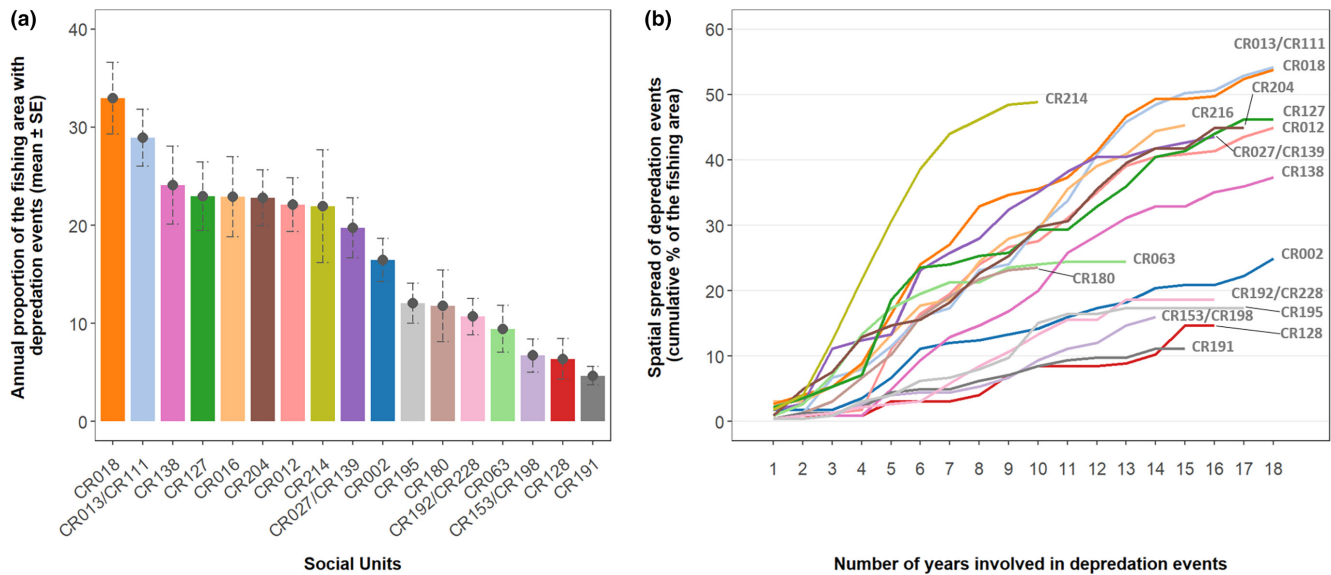 (a)
Annual proportion of the fishing area with
depredation events (mean ± SE)
40
30
20
10
0
CR018
CR013/CR111
CR138
CR127
CR016
CR204
CR012
CR214
CR027/CR139
CR002
CR195
CR180
CR192/CR228
CR063
CR153/CR198
CR128
CR191
Social Units
(b)
Spatial spread of depredation events
(cumulative % of the fishing area)
60
50
40
30
20
10
0
CR013/CR111
CR018
CR204
CR214
CR216
CR127
CR012
CR027/CR139
CR138
CR063
CR180
CR002
CR192/CR228
CR195
CR153/CR198
CR128
CR191
1 2 3 4 5 6 7 8 9 10 11 12 13 14 15 16 17 18
Number of years involved in depredation events